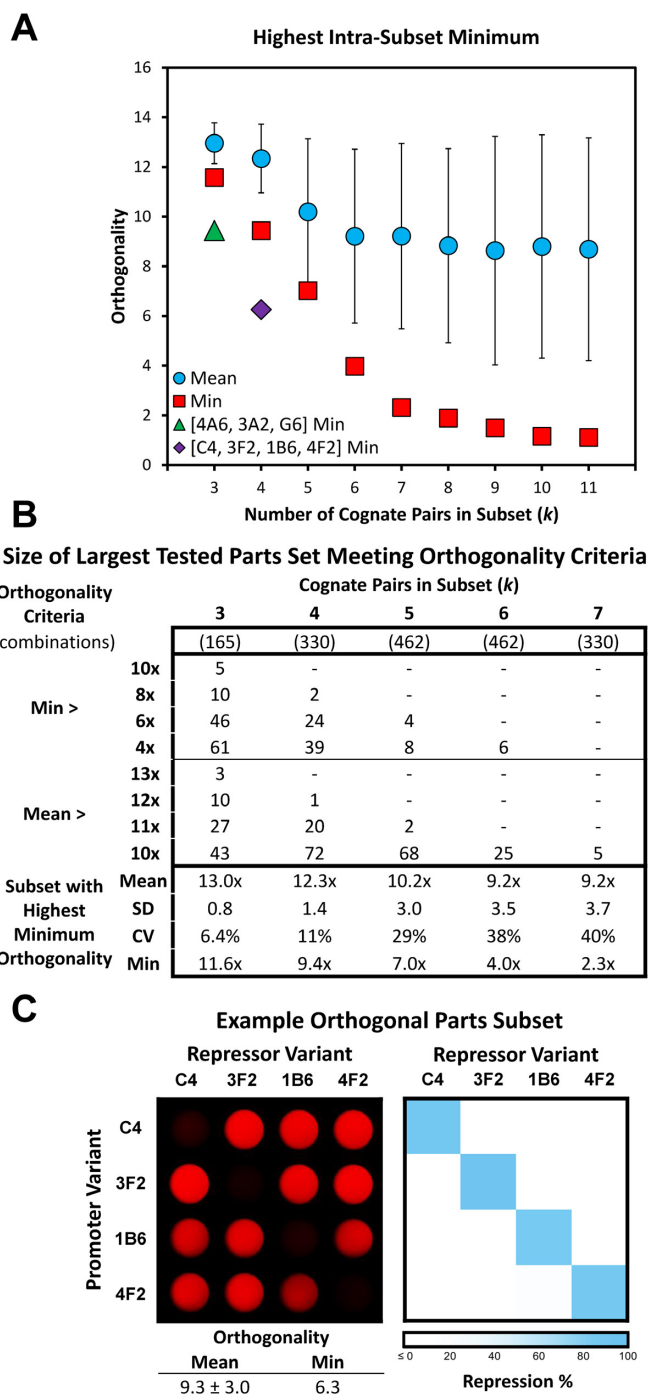 A
Highest Intra-Subset Minimum
16
14
12
10
8
6
4
2
0
Orthogonality
Mean
Min
[4A6, 3A2, G6] Min
[C4, 3F2, 1B6, 4F2] Min
3 4 5 6 7 8 9 10 11
Number of Cognate Pairs in Subset (k)
B
Size of Largest Tested Parts Set Meeting Orthogonality Criteria
Orthogonality Criteria
combinations)
Cognate Pairs in Subset (k)
3 4 5 6 7
(165) (330) (462) (462) (330)
Min >
10x 5 - - - -
8x 10 2 - - -
6x 46 24 4 - -
4x 61 39 8 6 -
Mean >
13x 3 - - - -
12x 10 1 - - -
11x 27 20 2 - -
10x 43 72 68 25 5
Subset with
Highest
Minimum
Orthogonality
Mean 13.0x 12.3x 10.2x 9.2x 9.2x
SD 0.8 1.4 3.0 3.5 3.7
CV 6.4% 11% 29% 38% 40%
Min 11.6x 9.4x 7.0x 4.0x 2.3x
C
Example Orthogonal Parts Subset
Repressor Variant
C4 3F2 1B6 4F2
Promoter Variant
C4
3F2
1B6
4F2
Orthogonality
Mean Min
9.3 ± 3.0 6.3
Repressor Variant
C4 3F2 1B6 4F2
≤ 0 20 40 60 80 100
Repression %